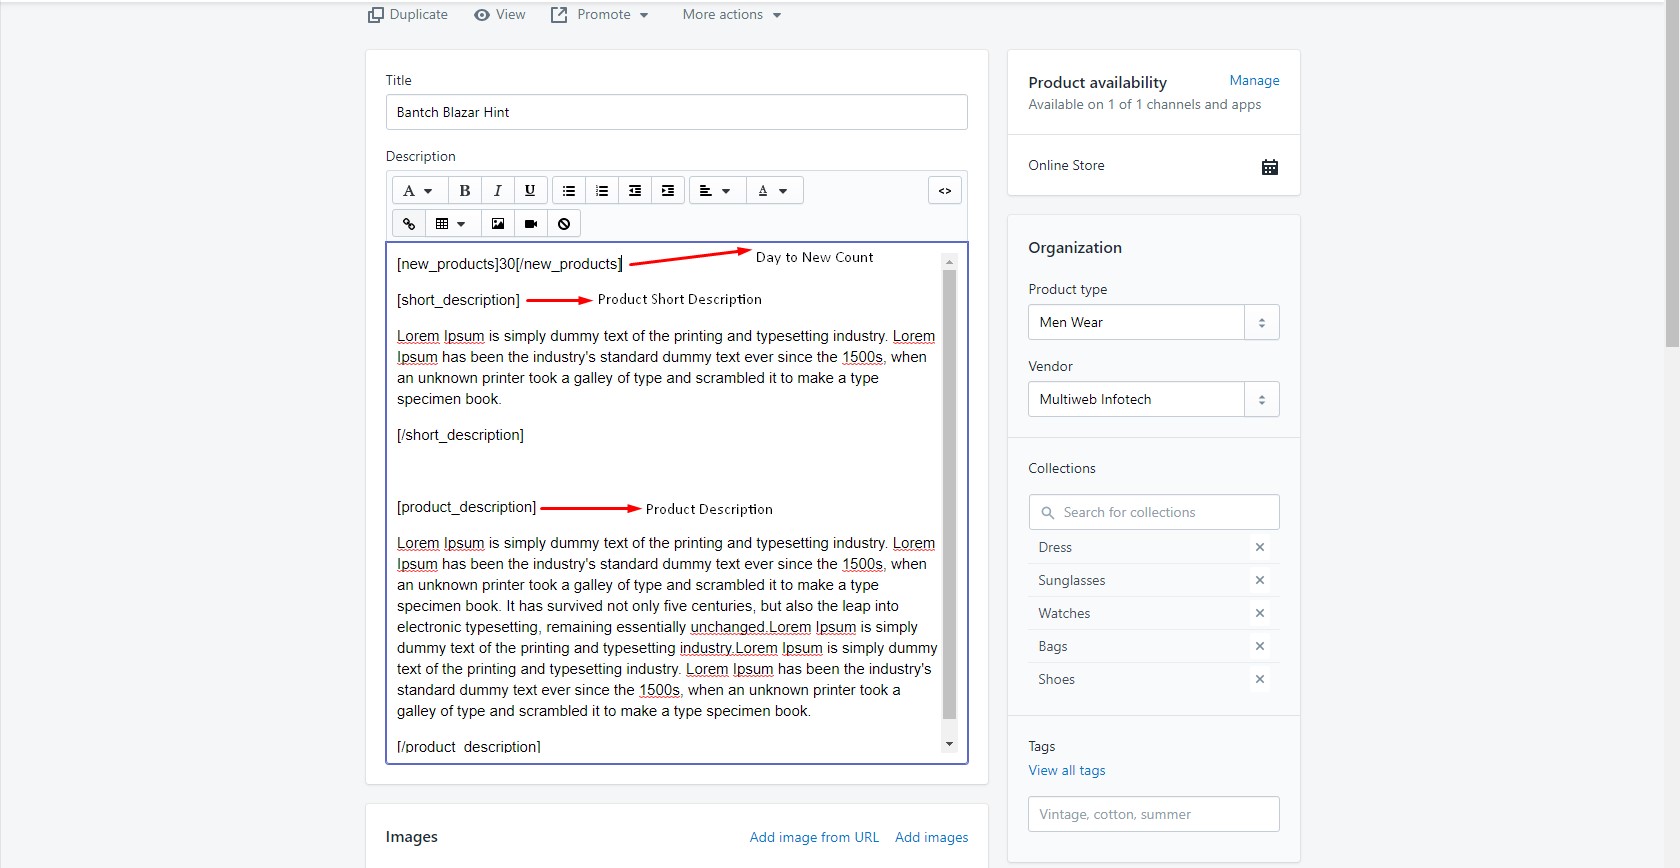 Duplicate View Promote More actions
Title
Bantch Blazar Hint
Description
A B I U A <>
[new_products]30[/new_products] Day to New Count
[short_description] Product Short Description
Lorem Ipsum is simply dummy text of the printing and typesetting industry. Lorem
Ipsum has been the industry's standard dummy text ever since the 1500s, when
an unknown printer took a galley of type and scrambled it to make a type
specimen book.
[/short_description]
[product_description] Product Description
Lorem Ipsum is simply dummy text of the printing and typesetting industry. Lorem
Ipsum has been the industry's standard dummy text ever since the 1500s, when
an unknown printer took a galley of type and scrambled it to make a type
specimen book. It has survived not only five centuries, but also the leap into
electronic typesetting, remaining essentially unchanged.Lorem Ipsum is simply
dummy text of the printing and typesetting industry.Lorem Ipsum is simply dummy
text of the printing and typesetting industry. Lorem Ipsum has been the industry's
standard dummy text ever since the 1500s, when an unknown printer took a
galley of type and scrambled it to make a type specimen book.
[/product_description]
Images Add image from URL Add images
Product availability Manage
Available on 1 of 1 channels and apps
Online Store
Organization
Product type
Men Wear
Vendor
Multiweb Infotech
Collections
Search for collections
Dress
Sunglasses
Watches
Bags
Shoes
Tags
View all tags
Vintage, cotton, summer